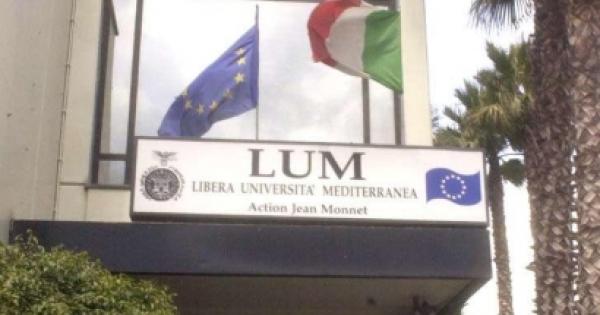 LUM
LIBERA UNIVERSITA' MEDITERRANEA
Action Jean Monnet